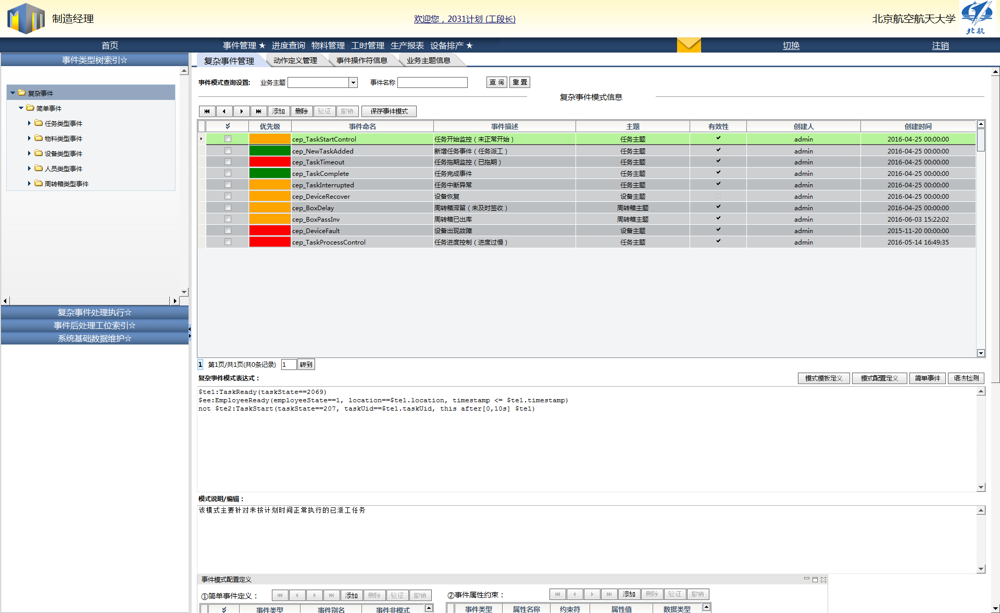 制造经理
欢迎您，2031计划 (工段长)
北京航空航天大学
北航
首页
事件管理 ★ 进度查询 物料管理 工时管理 生产报表 设备排产 ★
切换
注销
事件类型树索引☆
复杂事件
简单事件
任务类型事件
物料类型事件
设备类型事件
人员类型事件
周转箱类型事件
复杂事件处理执行☆
事件后处理工位索引☆
系统基础数据维护☆
复杂事件管理 动作定义管理 事件操作符信息 业务主题信息
事件模式查询设置: 业务主题 事件名称 查 询 重 置
复杂事件模式信息
添加 删除 验证 撤销 保存事件模式
优先级 事件命名 事件描述 主题 有效性 创建人 创建时间
cep_TaskStartControl 任务开始监控（未正常开始） 任务主题 admin 2016-04-25 00:00:00
cep_NewTaskAdded 新增任务事件（任务派工） 任务主题 admin 2016-04-25 00:00:00
cep_TaskTimeout 任务拖期监控（已拖期） 任务主题 admin 2016-04-25 00:00:00
cep_TaskComplete 任务完成事件 任务主题 admin 2016-04-25 00:00:00
cep_TaskInterrupted 任务中断异常 任务主题 admin 2016-04-25 00:00:00
cep_DeviceRecover 设备恢复 设备主题 admin 2016-04-25 00:00:00
cep_BoxDelay 周转箱滞留（未及时签收） 周转箱主题 admin 2016-04-25 00:00:00
cep_BoxPassInv 周转箱已出库 周转箱主题 admin 2016-06-03 15:22:02
cep_DeviceFault 设备出现故障 设备主题 admin 2015-11-20 00:00:00
cep_TaskProcessControl 任务进度控制（进度过慢） 任务主题 admin 2016-05-14 16:49:35
1 第1页/共1页(共0条记录) 1 转到
复杂事件模式表达式： 模式模板定义 模式配置定义 简单事件 语法检测
$te1:TaskReady(taskState==2069)
$ee:EmployeeReady(employeeState==1, location==$te1.location, timestamp <= $te1.timestamp)
not $te2:TaskStart(taskState==207, taskUid==$te1.taskUid, this after[0,10s] $te1)
模式说明/编辑：
该模式主要针对未按计划时间正常执行的已派工任务
事件模式配置定义
①简单事件定义： 添加 删除 验证 撤销
事件类型 事件别名 事件非模式
②事件属性约束： 添加 删除 验证 撤销
事件类型 属性名称 约束符 属性值 数据类型